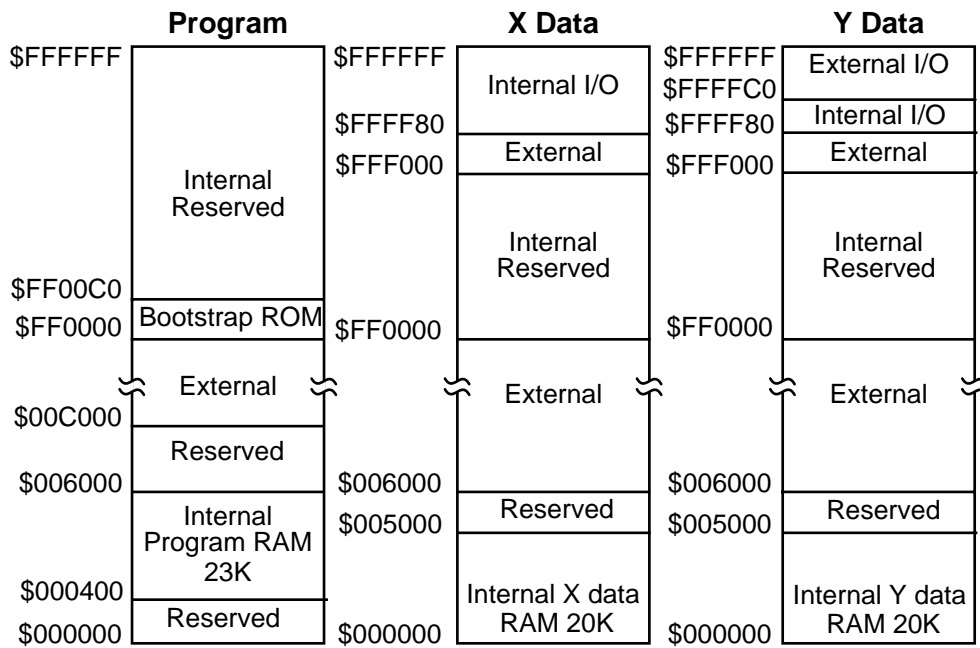 Program
$FFFFFF
Internal
Reserved
$FF00C0
Bootstrap ROM
$FF0000
External
$00C000
Reserved
$006000
Internal
Program RAM
23K
$000400
Reserved
$000000
X Data
$FFFFFF
Internal I/O
$FFFF80
External
$FFF000
Internal
Reserved
$FF0000
External
$006000
Reserved
$005000
Internal X data
RAM 20K
$000000
Y Data
$FFFFFF
External I/O
$FFFFC0
Internal I/O
$FFFF80
External
$FFF000
Internal
Reserved
$FF0000
External
$006000
Reserved
$005000
Internal Y data
RAM 20K
$000000